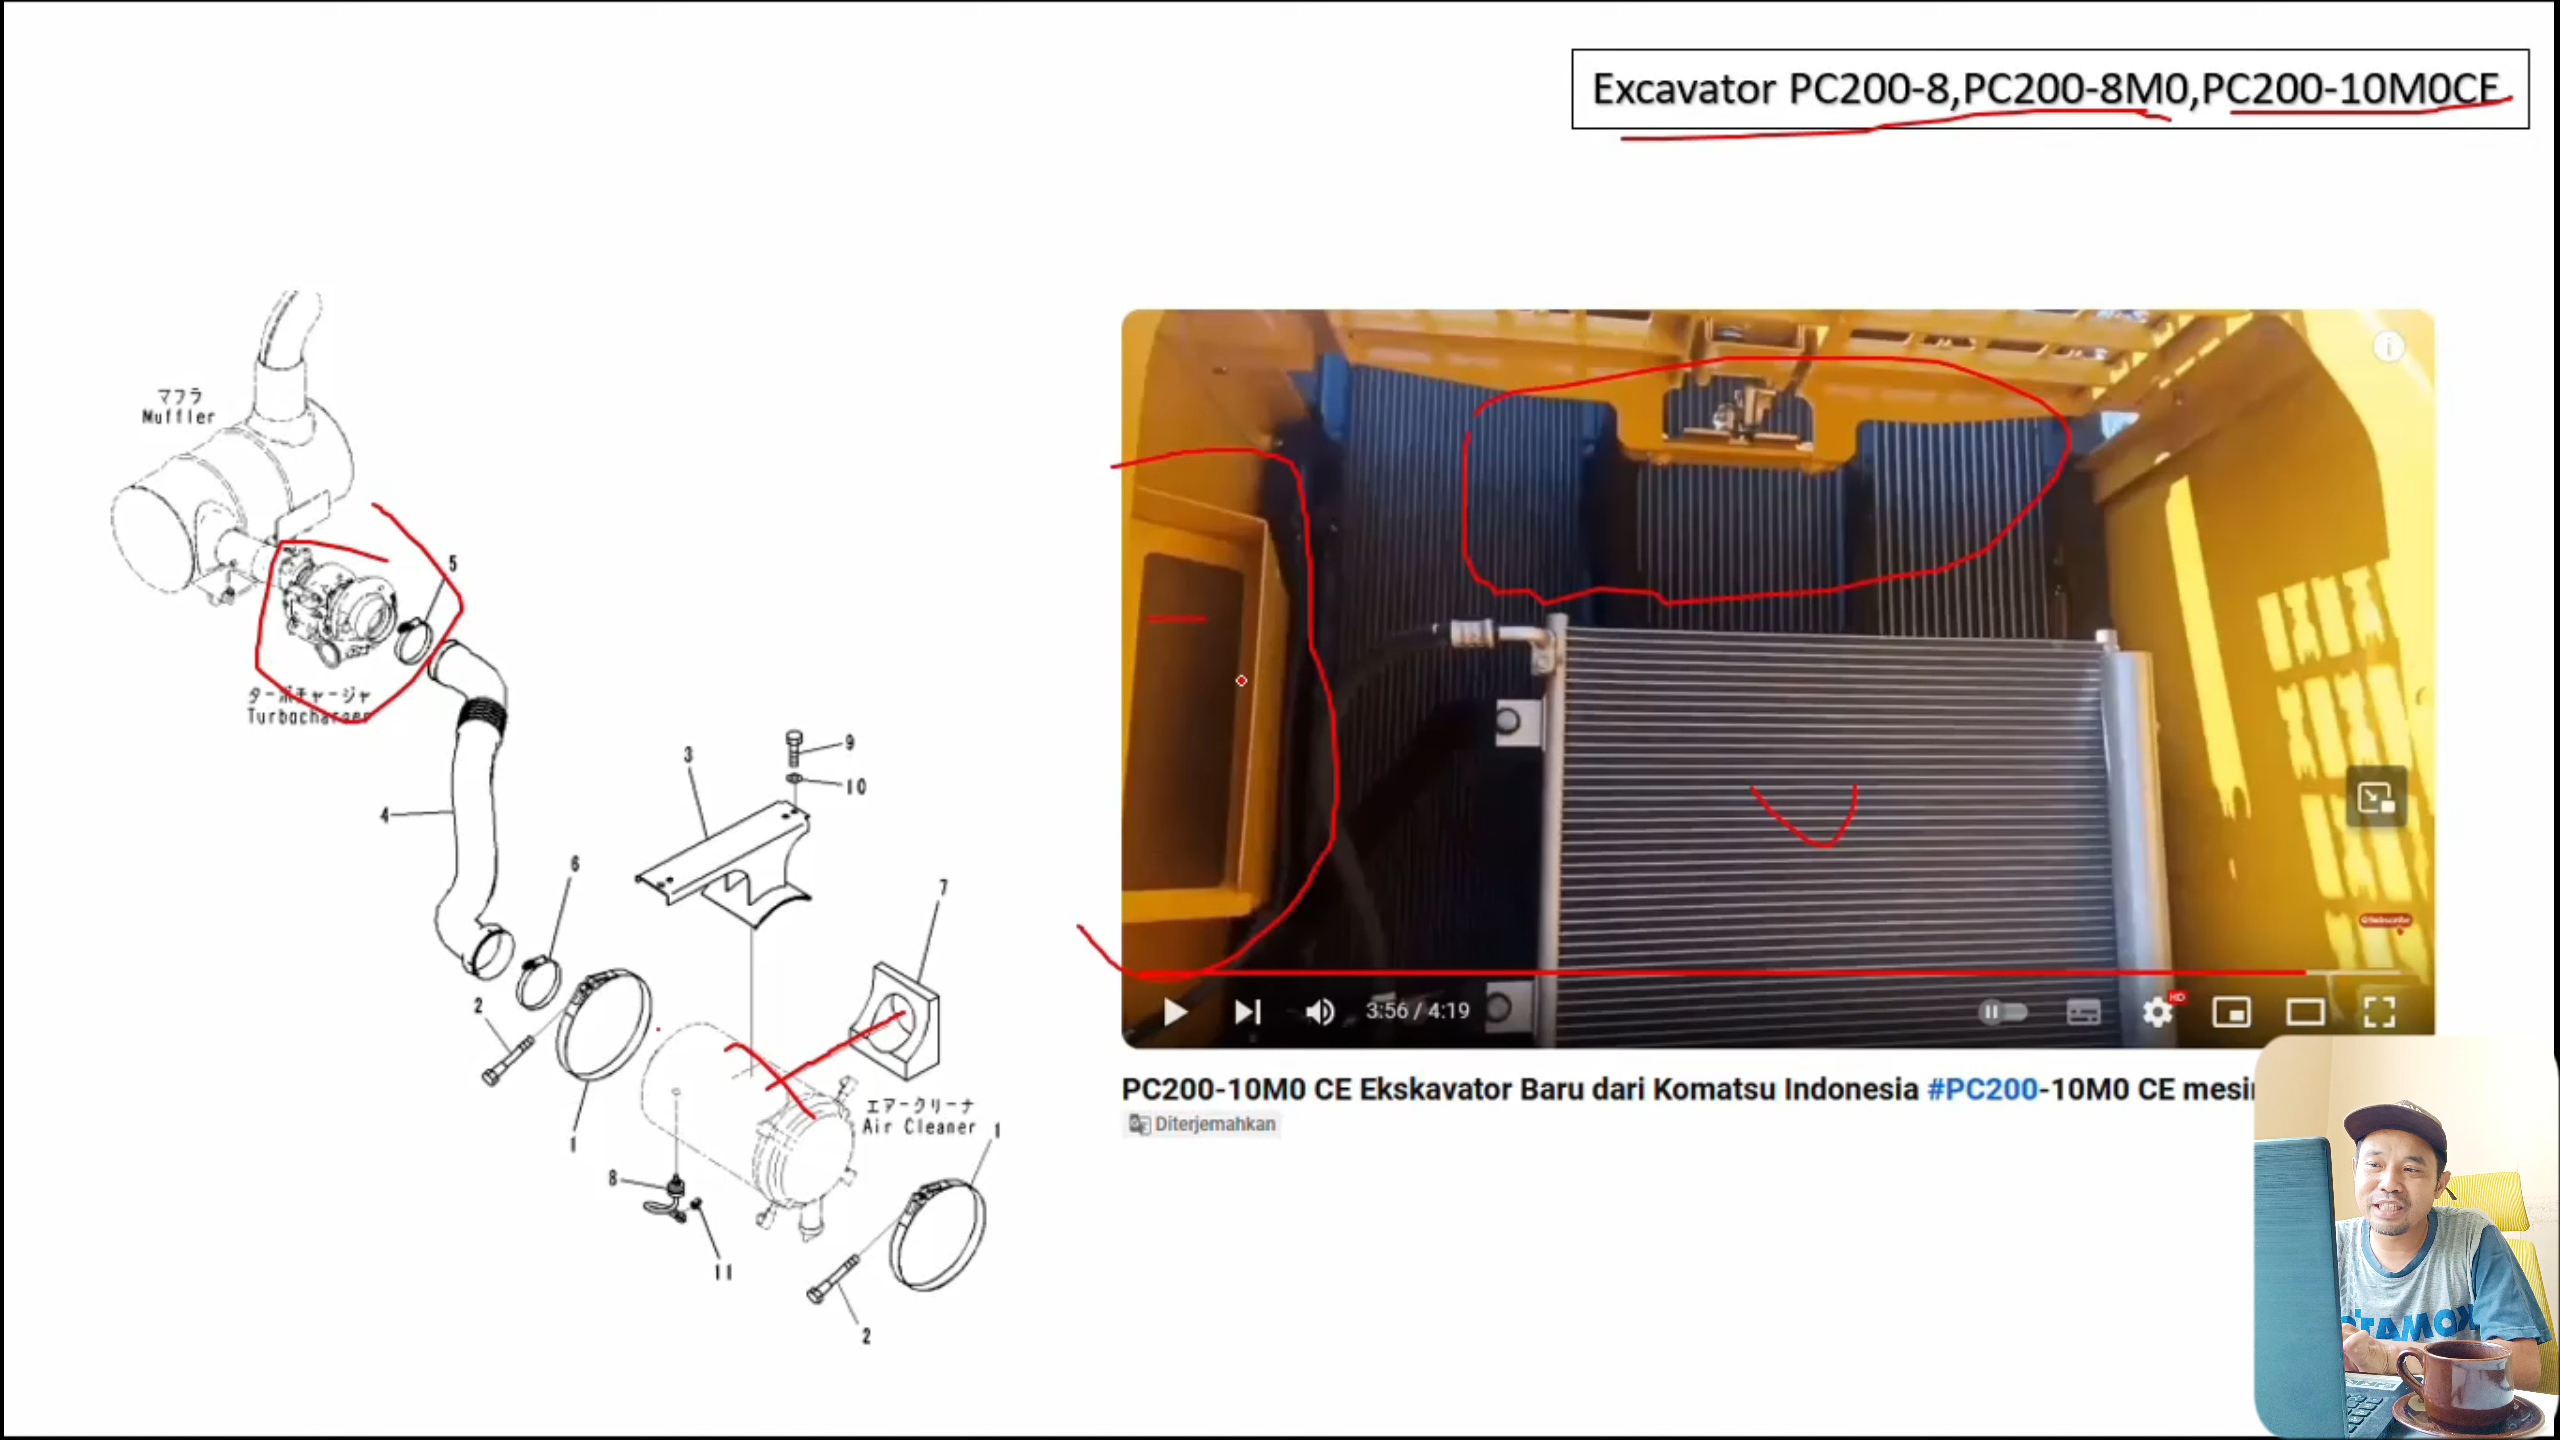 Excavator PC200-8,PC200-8M0,PC200-10M0CE
マフラ
Muffler
5
ターボチャージャ
Turbocharger
9
3
10
4
6
7
2
エアークリーナ
Air Cleaner
1
1
8
11
2
3:56 / 4:19
HD
PC200-10M0 CE Ekskavator Baru dari Komatsu Indonesia #PC200-10M0 CE mesin
Diterjemahkan